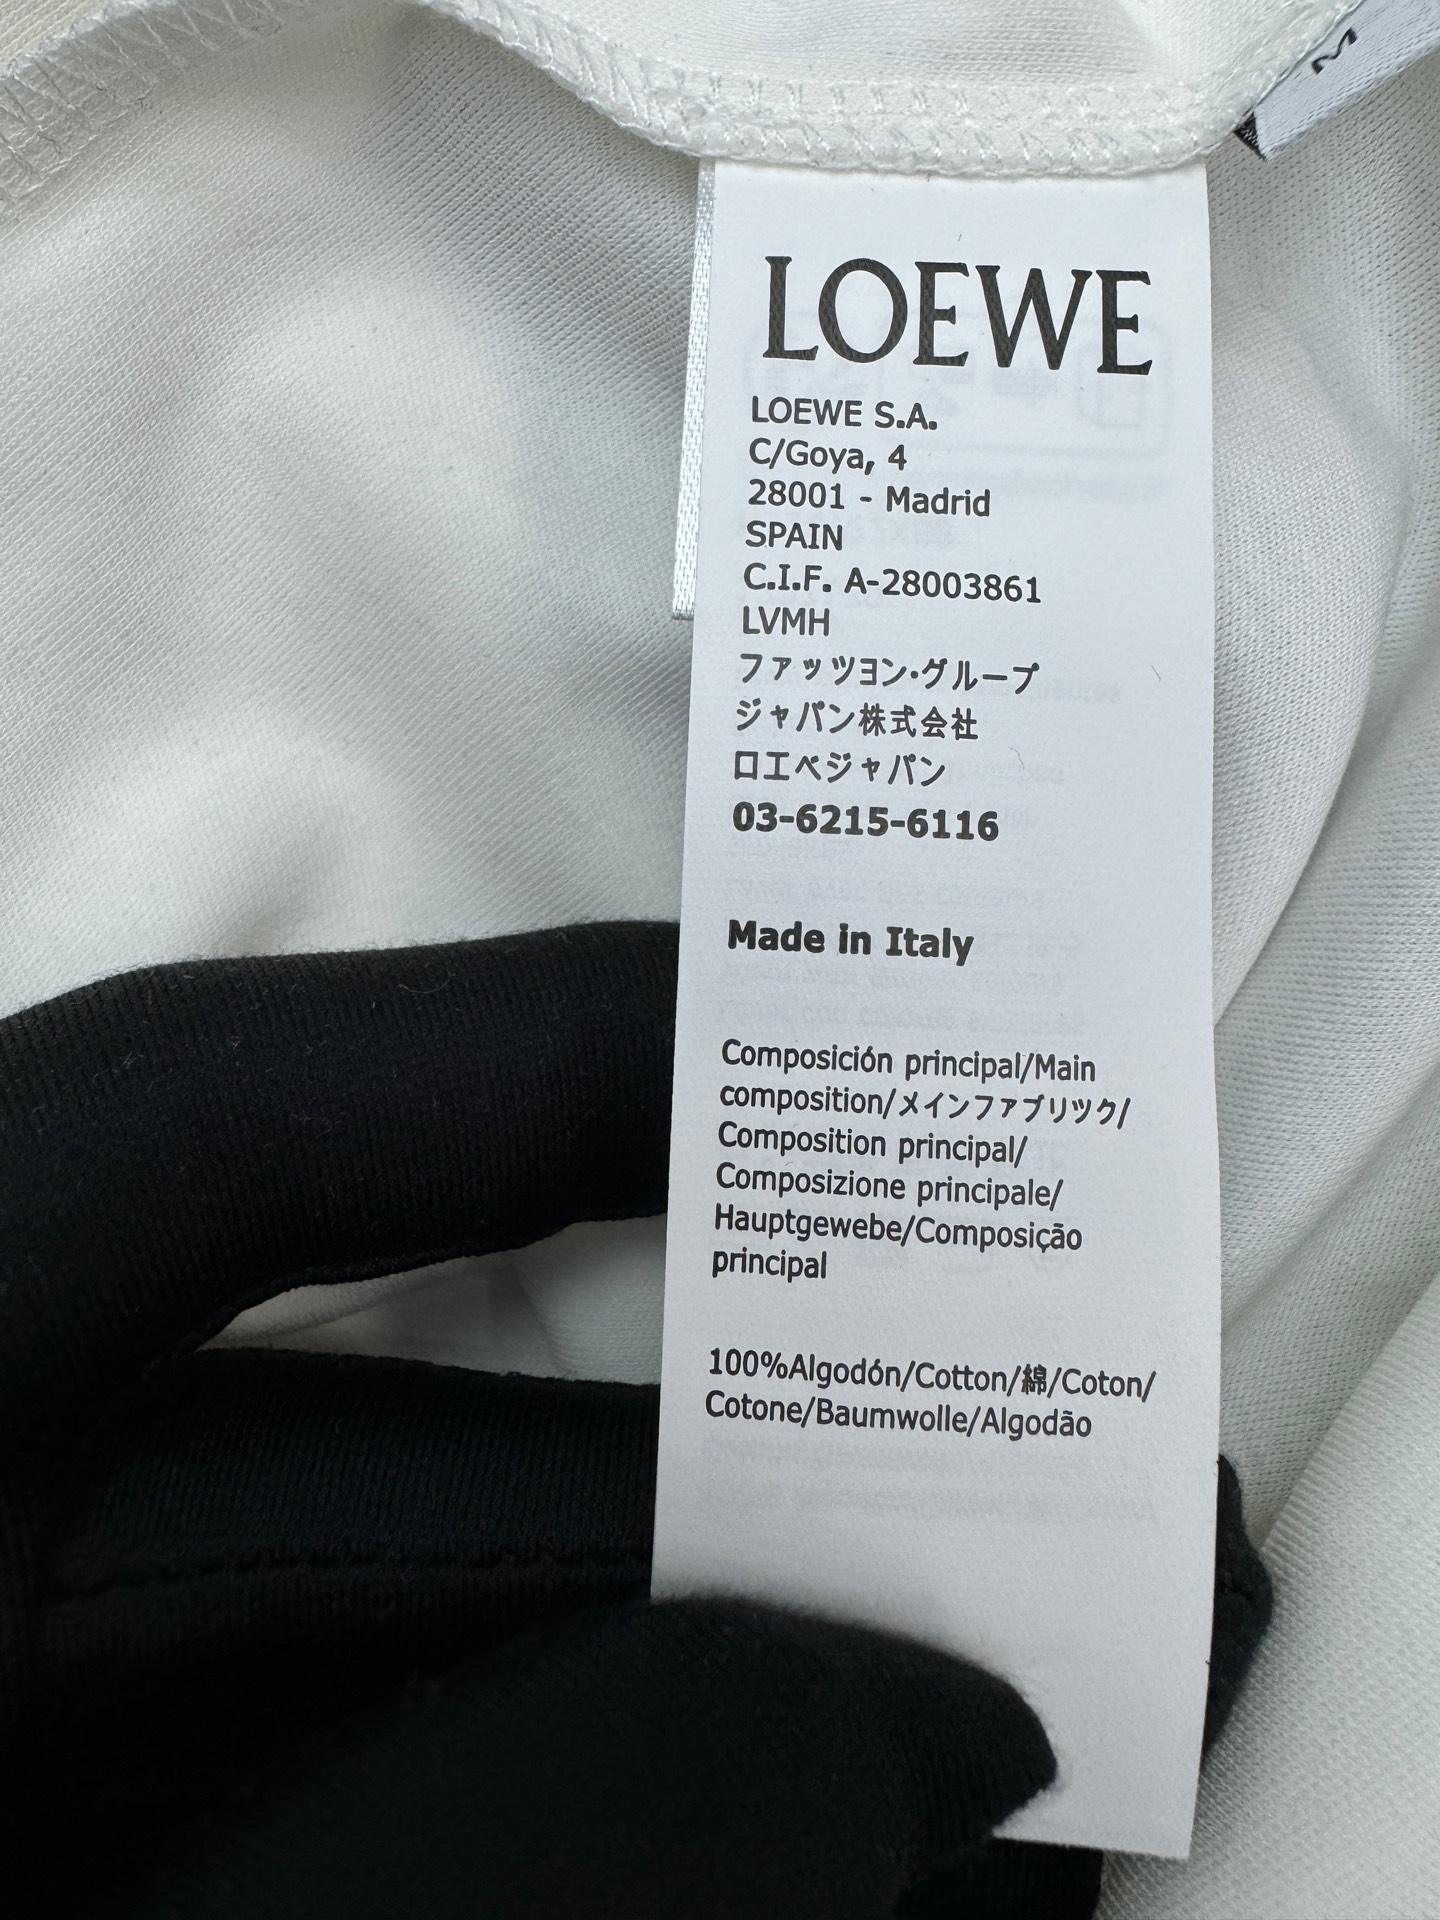 M
LOEWE
LOEWE S.A.
C/Goya, 4
28001 - Madrid
SPAIN
C.I.F. A-28003861
LVMH
ファッツヨン・グループ
ジャパン株式会社
ロエベジャパン
03-6215-6116
Made in Italy
Composición principal/Main
composition/メインファブリツク/
Composition principal/
Composizione principale/
Hauptgewebe/Composição
principal
100%Algodón/Cotton/綿/Coton/
Cotone/Baumwolle/Algodão